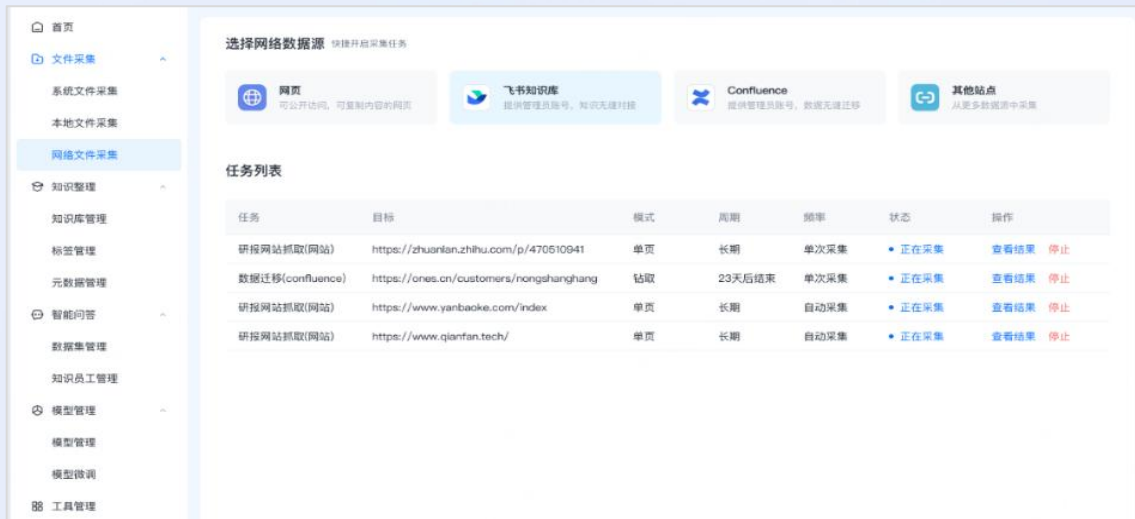 首页
文件采集
系统文件采集
本地文件采集
网络文件采集
知识整理
知识库管理
标签管理
元数据管理
智能问答
数据集管理
知识员工管理
模型管理
模型管理
模型微调
工具管理
选择网络数据源 快捷开启采集任务
网页
可公开访问，可复制内容的网页
飞书知识库
提供管理员账号，知识无缝对接
Confluence
提供管理员账号，数据无缝迁移
其他站点
从更多数据源中采集
任务列表
任务 目标 模式 周期 频率 状态 操作
研报网站抓取(网站) https://zhuanlan.zhihu.com/p/470510941 单页 长期 单次采集 正在采集 查看结果 停止
数据迁移(confluence) https://ones.cn/customers/nongshanghang 钻取 23天后结束 单次采集 正在采集 查看结果 停止
研报网站抓取(网站) https://www.yanbaoke.com/index 单页 长期 自动采集 正在采集 查看结果 停止
研报网站抓取(网站) https://www.qianfan.tech/ 单页 长期 自动采集 正在采集 查看结果 停止